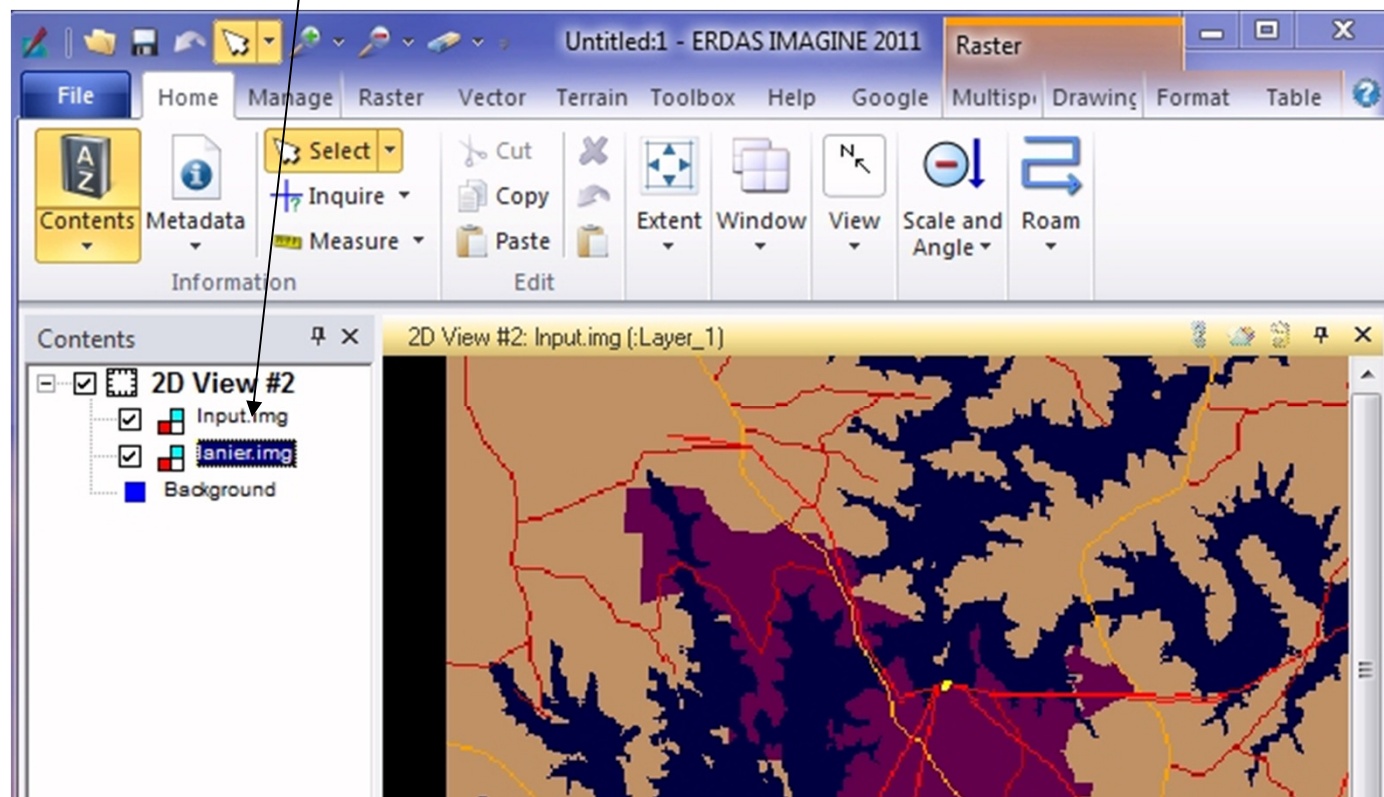 Untitled:1 - ERDAS IMAGINE 2011
Raster
File Home Manage Raster Vector Terrain Toolbox Help Google Multisp Drawing Format Table
A
Z
Contents
Metadata
Select
Inquire
Measure
Information
Cut
Copy
Paste
Edit
Extent
Window
N
View
Scale and
Angle
Roam
Contents
2D View #2: Input.img (:Layer_1)
2D View #2
Input.img
lanier.img
Background